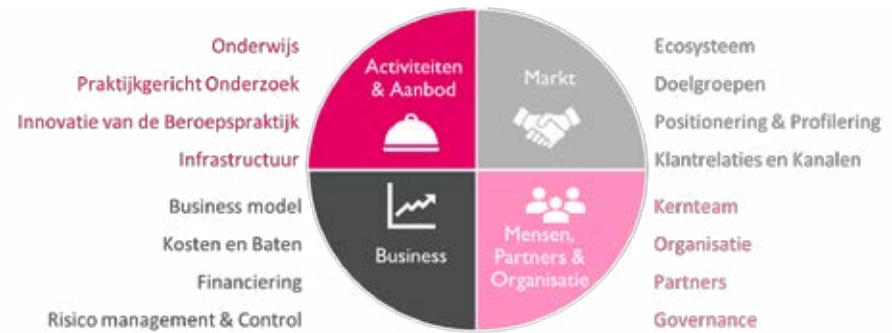 Onderwijs
Praktijkgericht Onderzoek
Innovatie van de Beroepspraktijk
Infrastructuur
Activiteiten
& Aanbod
Markt
Ecosysteem
Doelgroepen
Positionering & Profilering
Klantrelaties en Kanalen
Business model
Kosten en Baten
Financiering
Risico management & Control
Business
Mensen,
Partners &
Organisatie
Kernteam
Organisatie
Partners
Governance